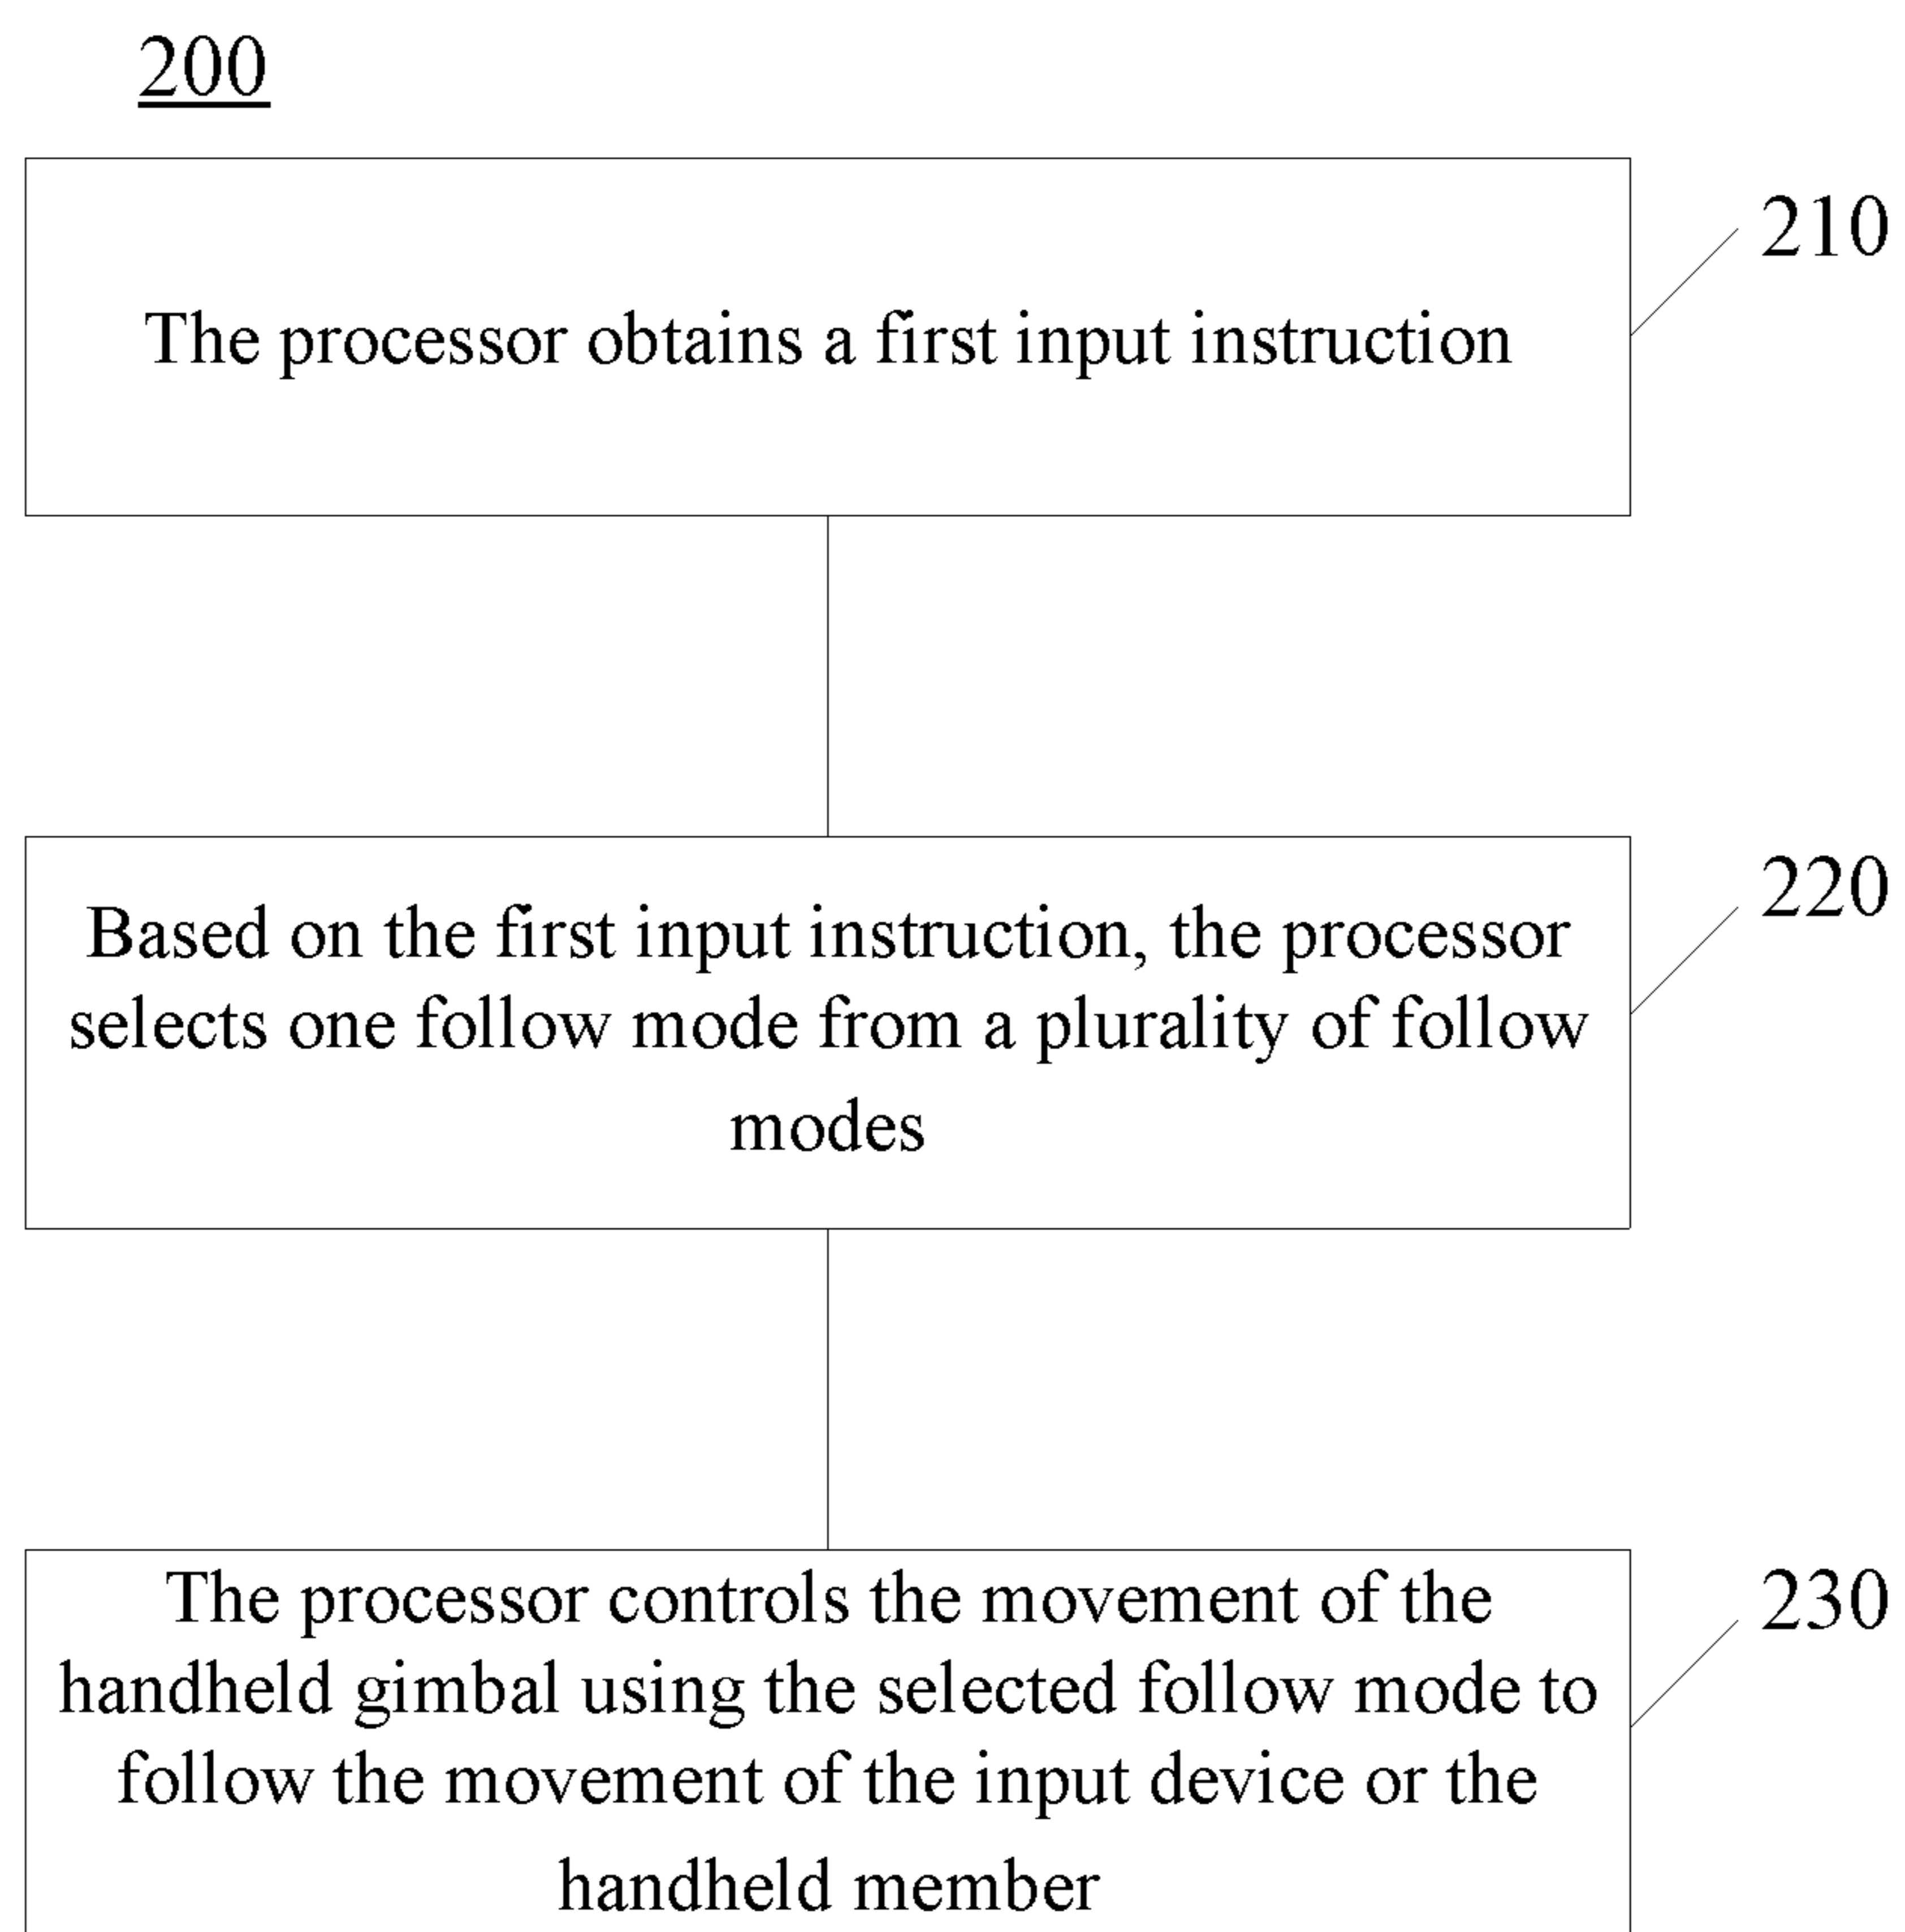 200
210
The processor obtains a first input instruction
220
Based on the first input instruction, the processor
selects one follow mode from a plurality of follow
modes
230
The processor controls the movement of the
handheld gimbal using the selected follow mode to
follow the movement of the input device or the
handheld member